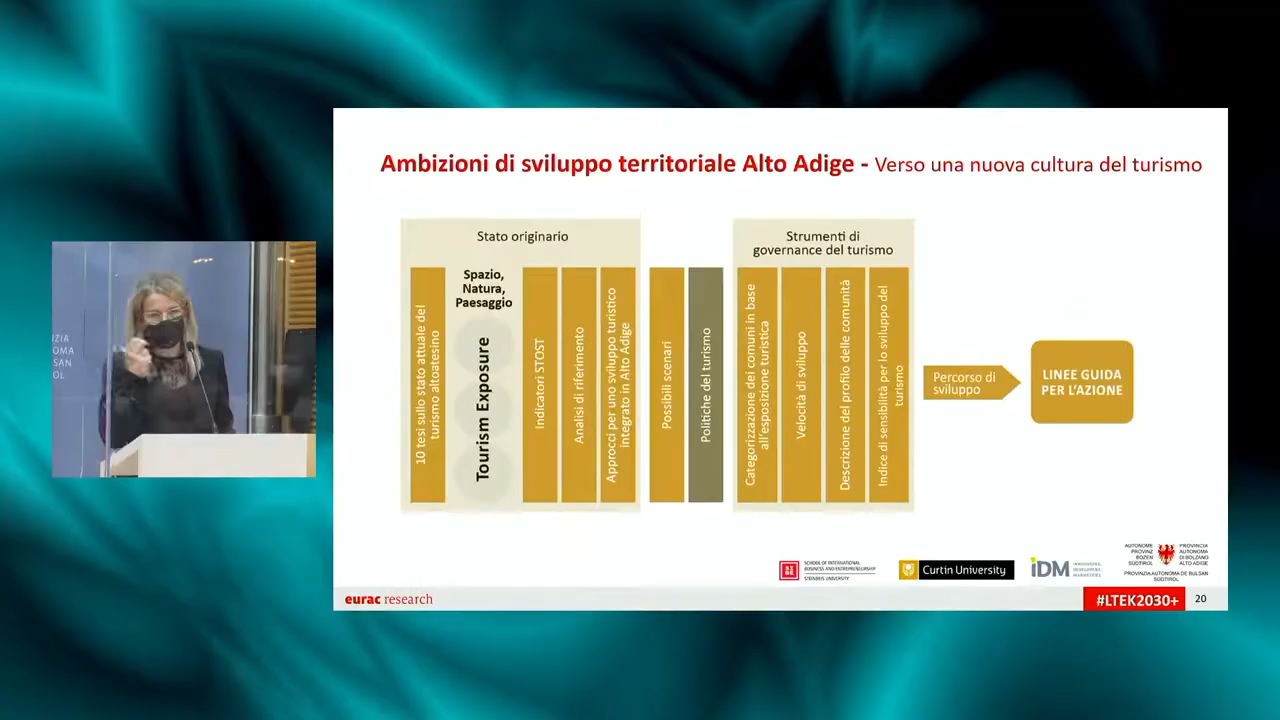 Ambizioni di sviluppo territoriale Alto Adige - Verso una nuova cultura del turismo
Stato originario
10 tesi sullo stato attuale del
turismo altoatesino
Spazio,
Natura,
Paesaggio
Tourism Exposure
Indicatori STOST
Analisi di riferimento
Approcci per uno sviluppo turistico
integrato in Alto Adige
Possibili scenari
Politiche del turismo
Strumenti di
governance del turismo
Categorizzazione dei comuni in base
all'esposizione turistica
Velocità di sviluppo
Descrizione del profilo delle comunità
Indice di sensibilità per lo sviluppo del
turismo
Percorso di
sviluppo
LINEE GUIDA
PER L'AZIONE
SCHOOL OF INTERNATIONAL
BUSINESS AND ENTREPRENEURSHIP
STEINBEIS UNIVERSITY
Curtin University
iDM
AUTONOME
PROVINZ
BOZEN
SÜDTIROL
PROVINCIA
AUTONOMA
DI BOLZANO
ALTO ADIGE
PROVINZIA AUTONOMA DE BULSAN
SÜDTIROL
eurac research
#LTEK2030+
20